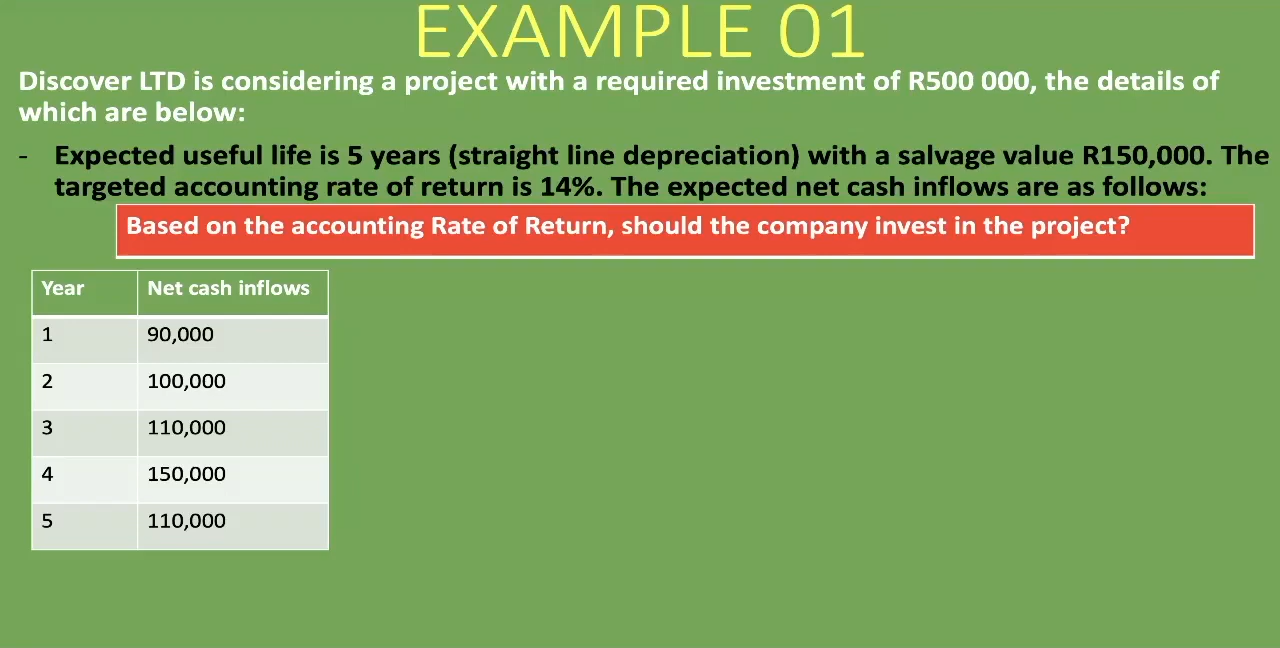 EXAMPLE 01
Discover LTD is considering a project with a required investment of R500 000, the details of
which are below:
- Expected useful life is 5 years (straight line depreciation) with a salvage value R150,000. The
targeted accounting rate of return is 14%. The expected net cash inflows are as follows:
Based on the accounting Rate of Return, should the company invest in the project?
Year Net cash inflows
1 90,000
2 100,000
3 110,000
4 150,000
5 110,000